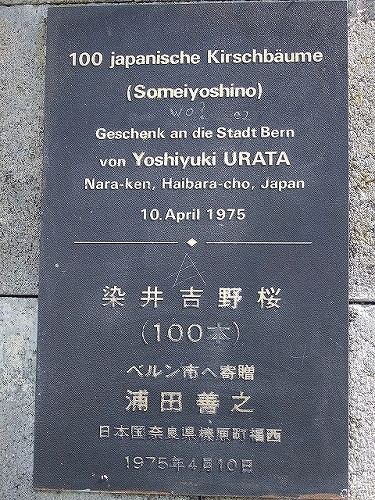 100 japanische Kirschbäume
(Someiyoshino)
wo?
Geschenk an die Stadt Bern
von Yoshiyuki URATA
Nara-ken, Haibara-cho, Japan
10. April 1975
染井吉野桜
(100本)
ベルン市へ寄贈
浦田善之
日本国奈良県榛原町福西
1975年4月10日